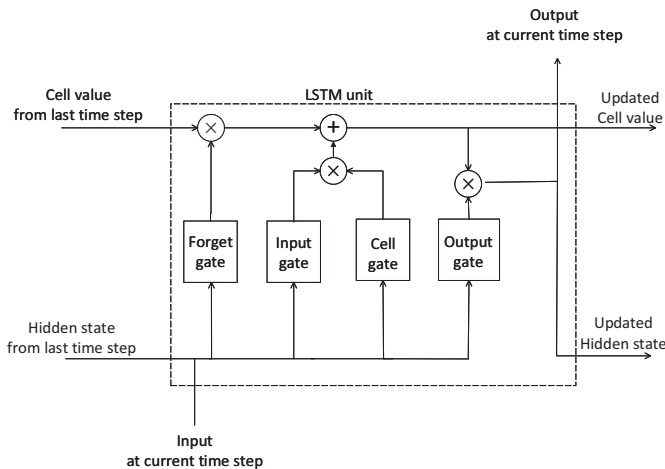 Output
at current time step
Cell value
from last time step
LSTM unit
Updated
Cell value
×
+
×
×
Forget
gate
Input
gate
Cell
gate
Output
gate
Hidden state
from last time step
Updated
Hidden state
Input
at current time step